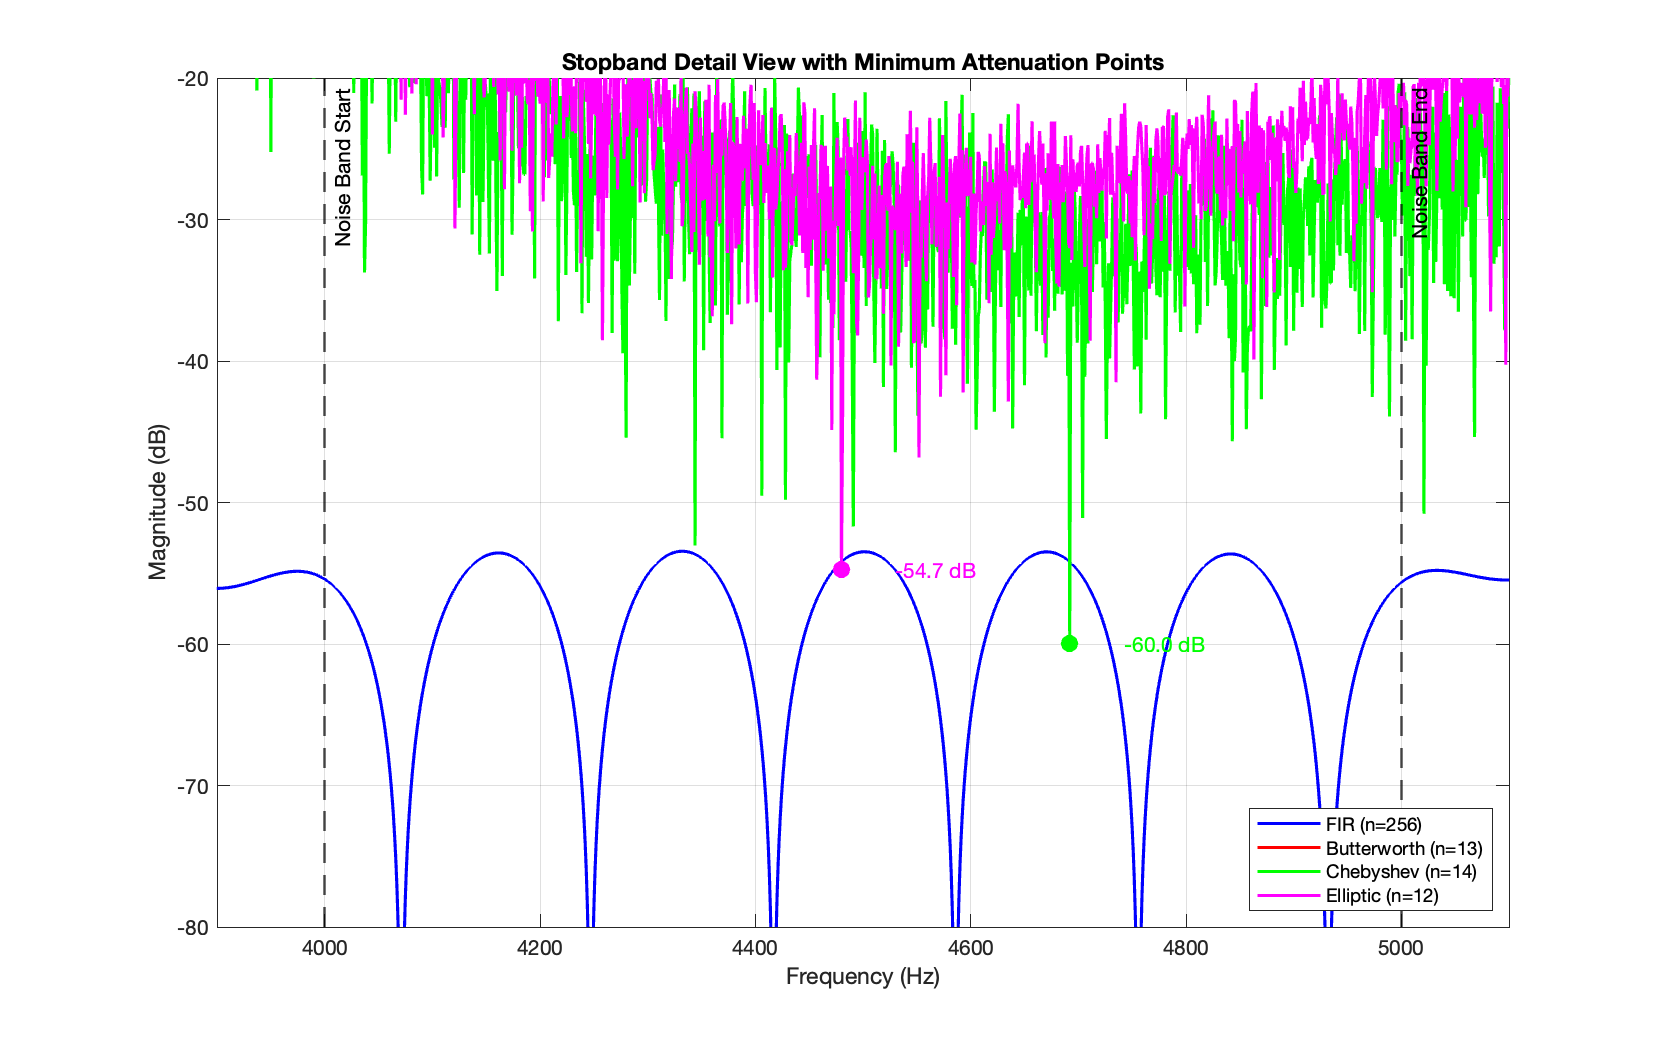 Stopband Detail View with Minimum Attenuation Points
-20
-30
-40
-50
-60
-70
-80
Magnitude (dB)
Noise Band Start
Noise Band End
-54.7 dB
-60.0 dB
FIR (n=256)
Butterworth (n=13)
Chebyshev (n=14)
Elliptic (n=12)
4000
4200
4400
4600
4800
5000
Frequency (Hz)